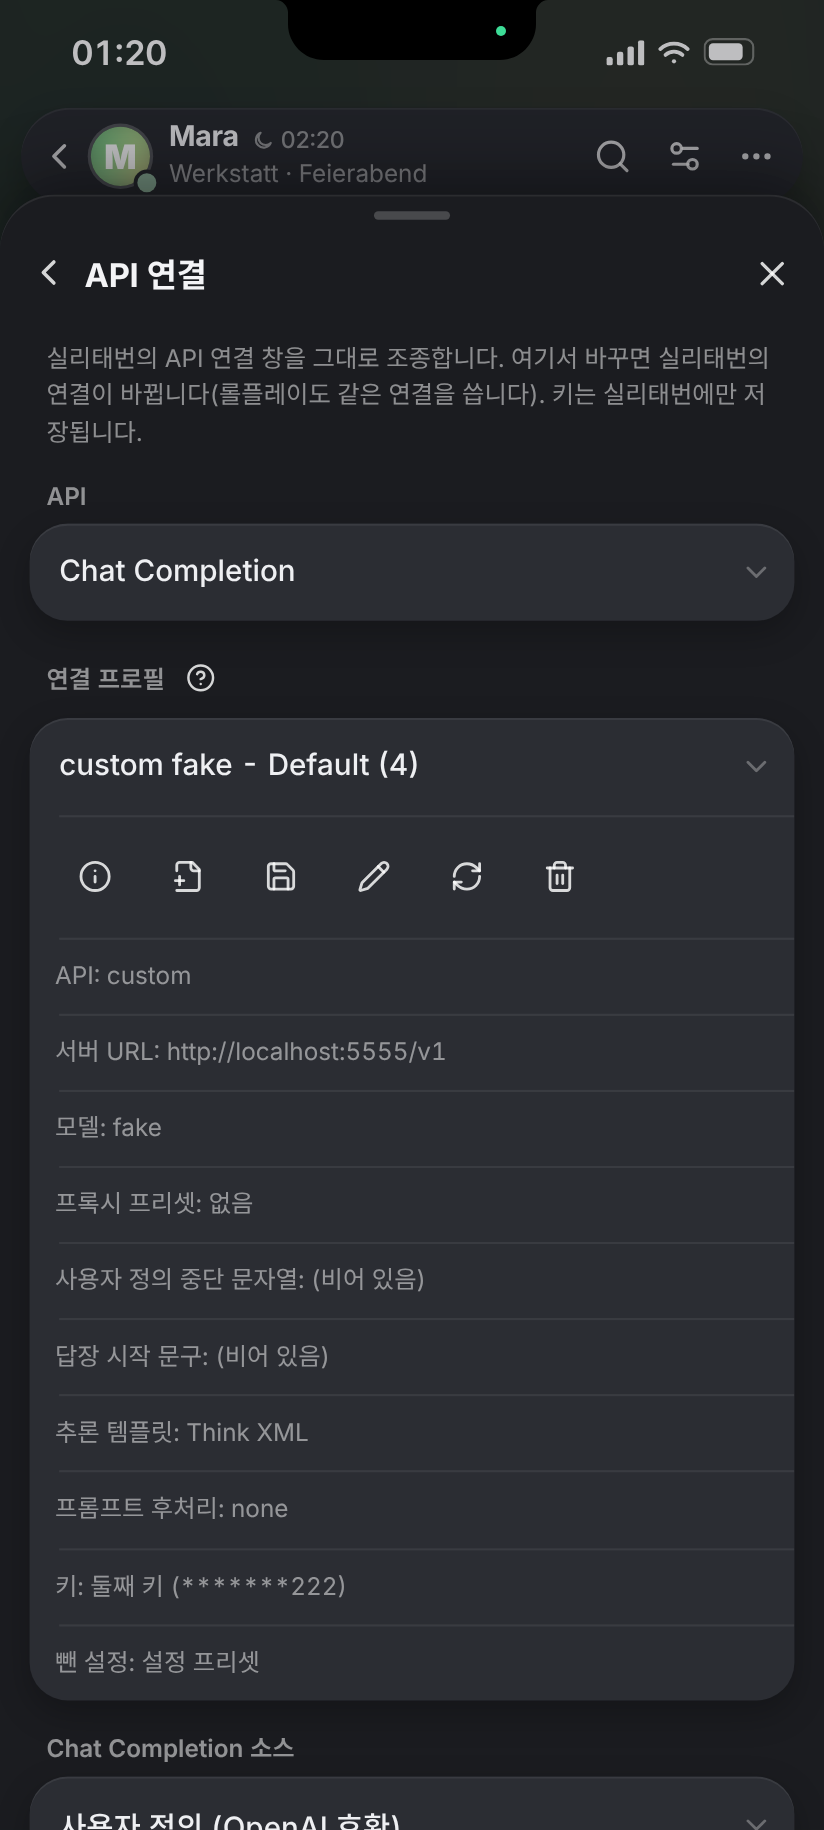 01:20
M
Mara 02:20
Werkstatt · Feierabend
API 연결
실리태번의 API 연결 창을 그대로 조종합니다. 여기서 바꾸면 실리태번의
연결이 바뀝니다(롤플레이도 같은 연결을 씁니다). 키는 실리태번에만 저
장됩니다.
API
Chat Completion
연결 프로필
custom fake - Default (4)
API: custom
서버 URL: http://localhost:5555/v1
모델: fake
프록시 프리셋: 없음
사용자 정의 중단 문자열: (비어 있음)
답장 시작 문구: (비어 있음)
추론 템플릿: Think XML
프롬프트 후처리: none
키: 둘째 키 (*******222)
뺀 설정: 설정 프리셋
Chat Completion 소스
사용자 정의 (OpenAI 호환)